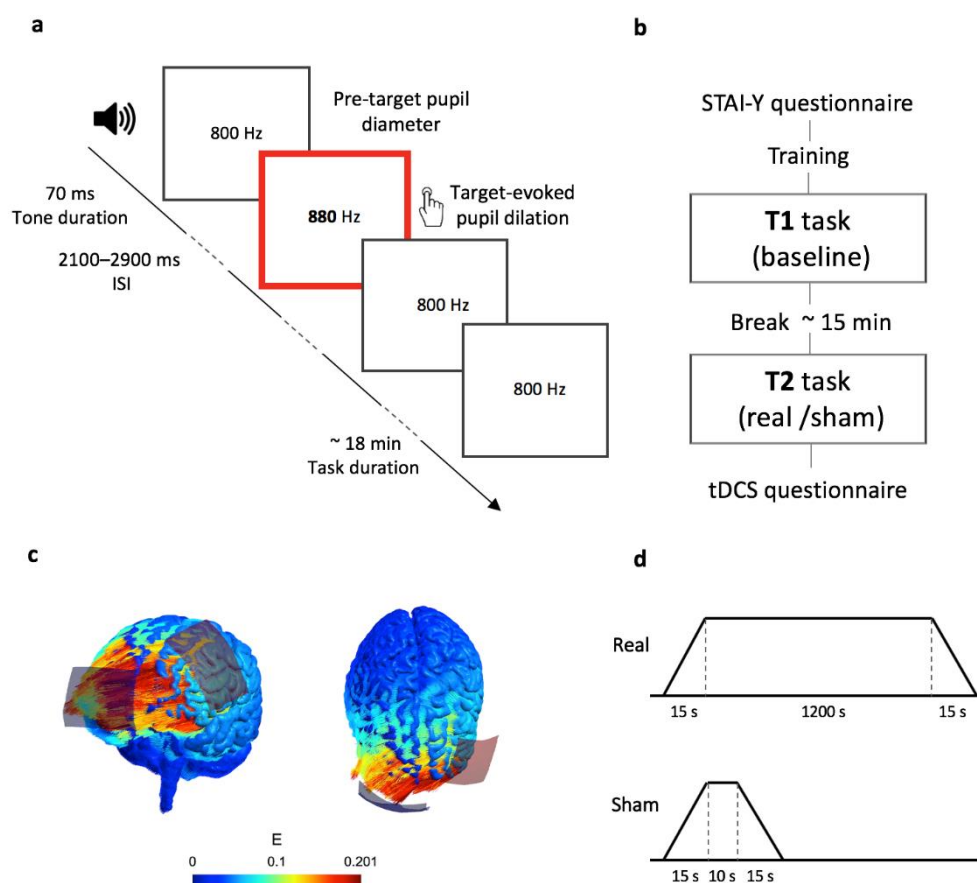 a
800 Hz
Pre-target pupil
diameter
70 ms
Tone duration
880 Hz
Target-evoked
pupil dilation
2100–2900 ms
ISI
800 Hz
800 Hz
~ 18 min
Task duration
b
STAI-Y questionnaire
Training
T1 task
(baseline)
Break ~ 15 min
T2 task
(real /sham)
tDCS questionnaire
c
E
0 0.1 0.201
d
Real
15 s 1200 s 15 s
Sham
15 s 10 s 15 s